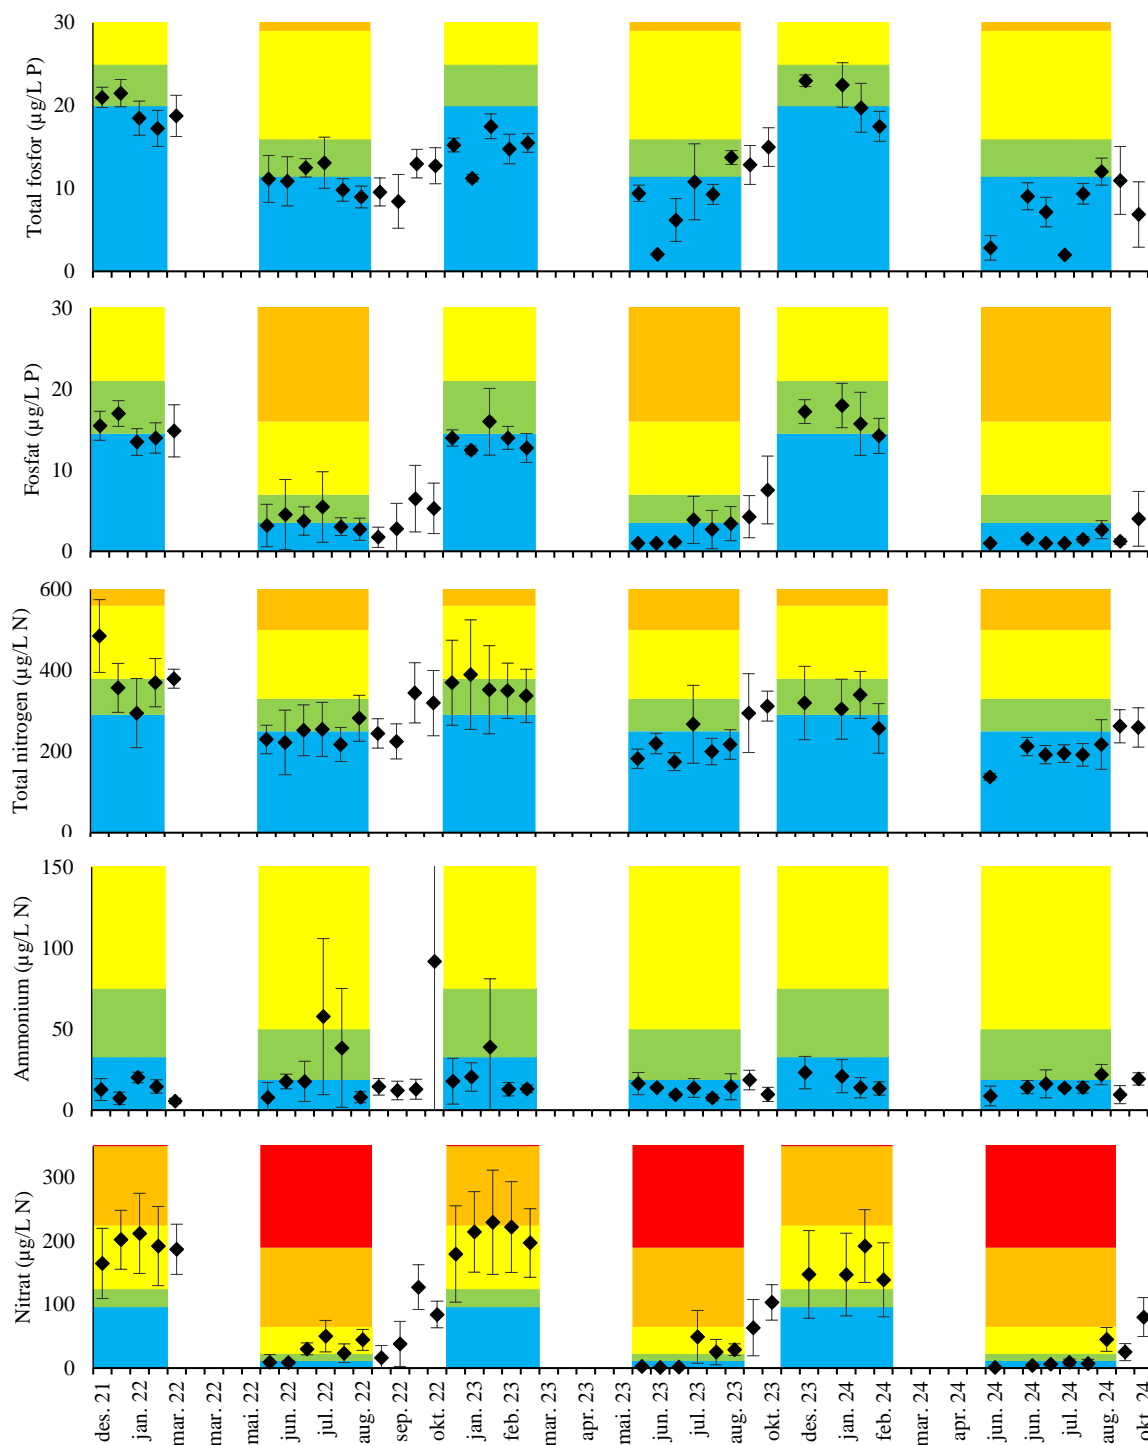 Total fosfor (µg/L P)
30
20
10
0
Fosfat (µg/L P)
30
20
10
0
Total nitrogen (µg/L N)
600
400
200
0
Ammonium (µg/L N)
150
100
50
0
Nitrat (µg/L N)
300
200
100
0
des. 21
jan. 22
mar. 22
mar. 22
mai. 22
jun. 22
jul. 22
aug. 22
sep. 22
okt. 22
jan. 23
feb. 23
mar. 23
apr. 23
mai. 23
jul. 23
aug. 23
okt. 23
des. 23
jan. 24
feb. 24
mar. 24
apr. 24
jun. 24
jun. 24
jul. 24
aug. 24
okt. 24